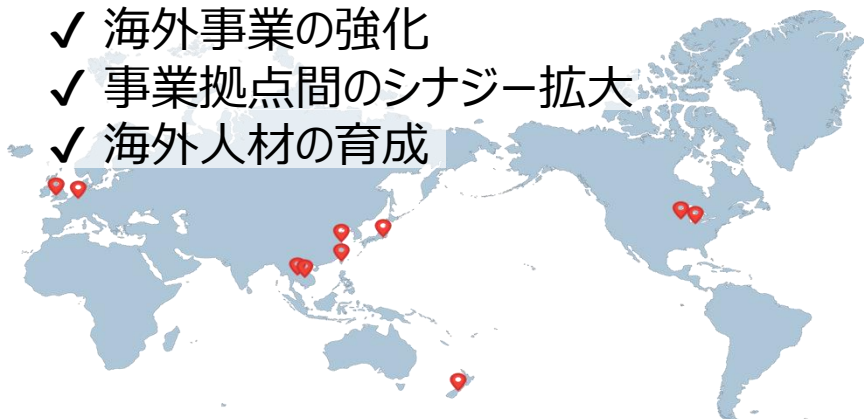 ✓ 海外事業の強化
✓ 事業拠点間のシナジー拡大
✓ 海外人材の育成